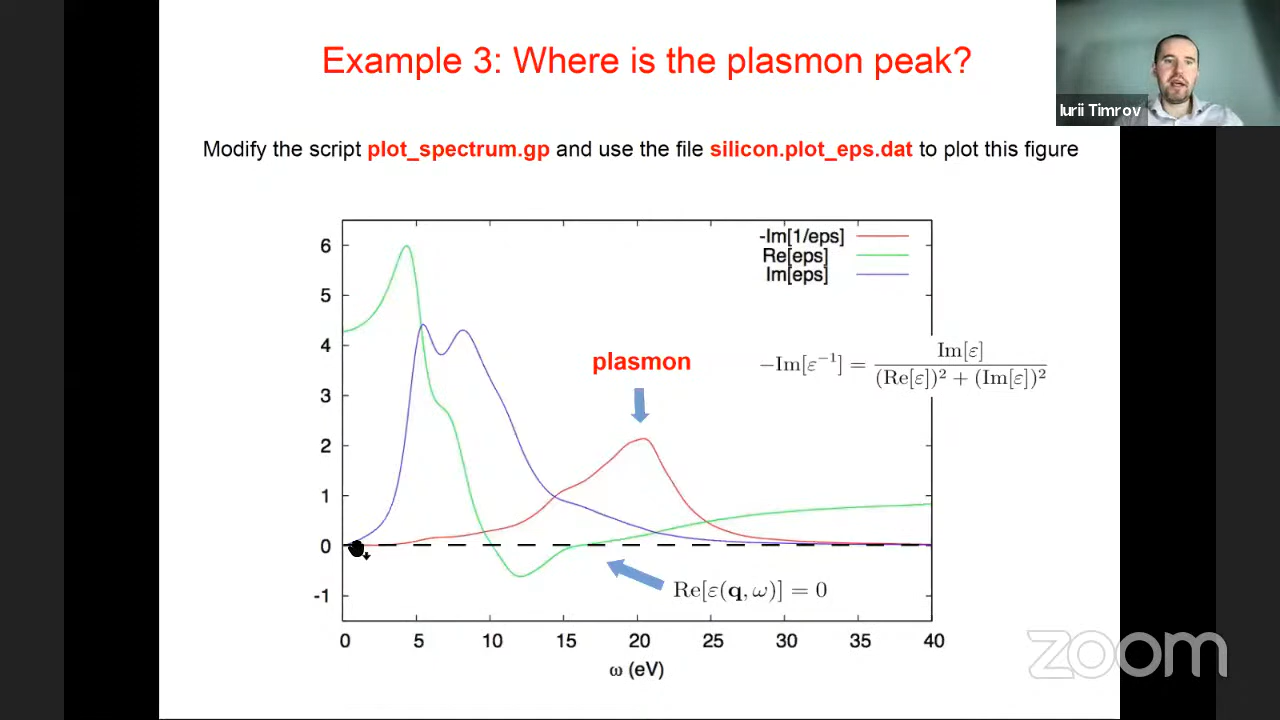 Example 3: Where is the plasmon peak?
Iurii Timrov
Modify the script plot_spectrum.gp and use the file silicon.plot_eps.dat to plot this figure
-Im[1/eps]
Re[eps]
Im[eps]
6
5
4
3
2
1
0
-1
plasmon
−Im[ε⁻¹] = Im[ε] / (Re[ε])² + (Im[ε])²
Re[ε(q, ω)] = 0
0 5 10 15 20 25 30 35 40
ω (eV)
zoom